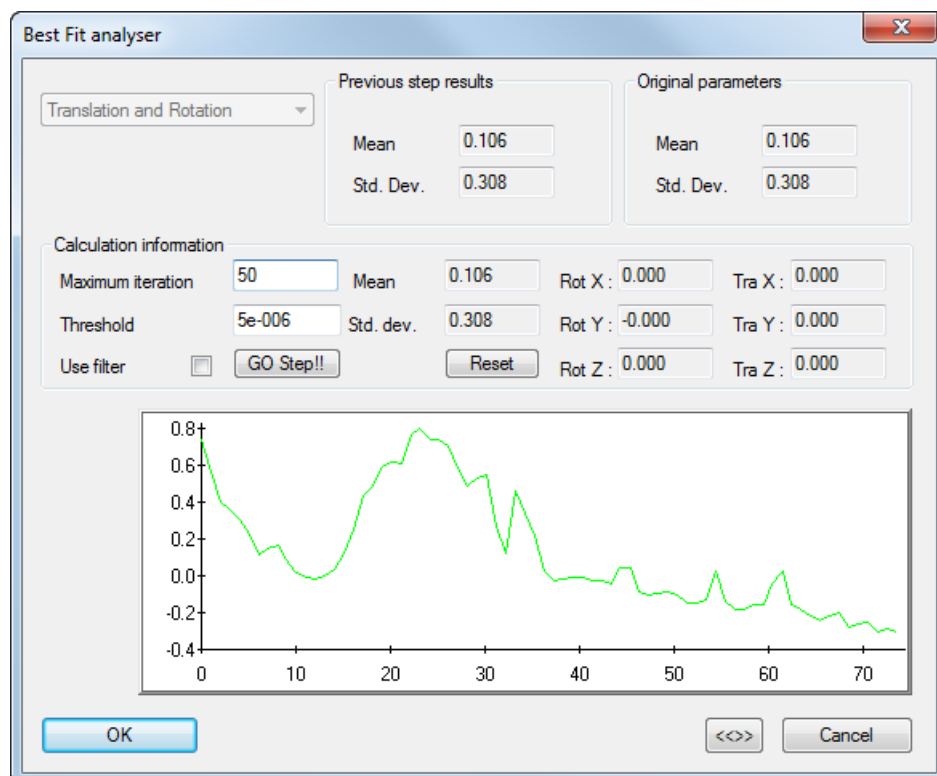 Best Fit analyser
Translation and Rotation
Previous step results
Mean 0.106
Std. Dev. 0.308
Original parameters
Mean 0.106
Std. Dev. 0.308
Calculation information
Maximum iteration 50 Mean 0.106 Rot X : 0.000 Tra X : 0.000
Threshold 5e-006 Std. dev. 0.308 Rot Y : -0.000 Tra Y : 0.000
Use filter GO Step!! Reset Rot Z : 0.000 Tra Z : 0.000
0.8
0.6
0.4
0.2
0.0
-0.2
-0.4
0 10 20 30 40 50 60 70
OK <<>> Cancel